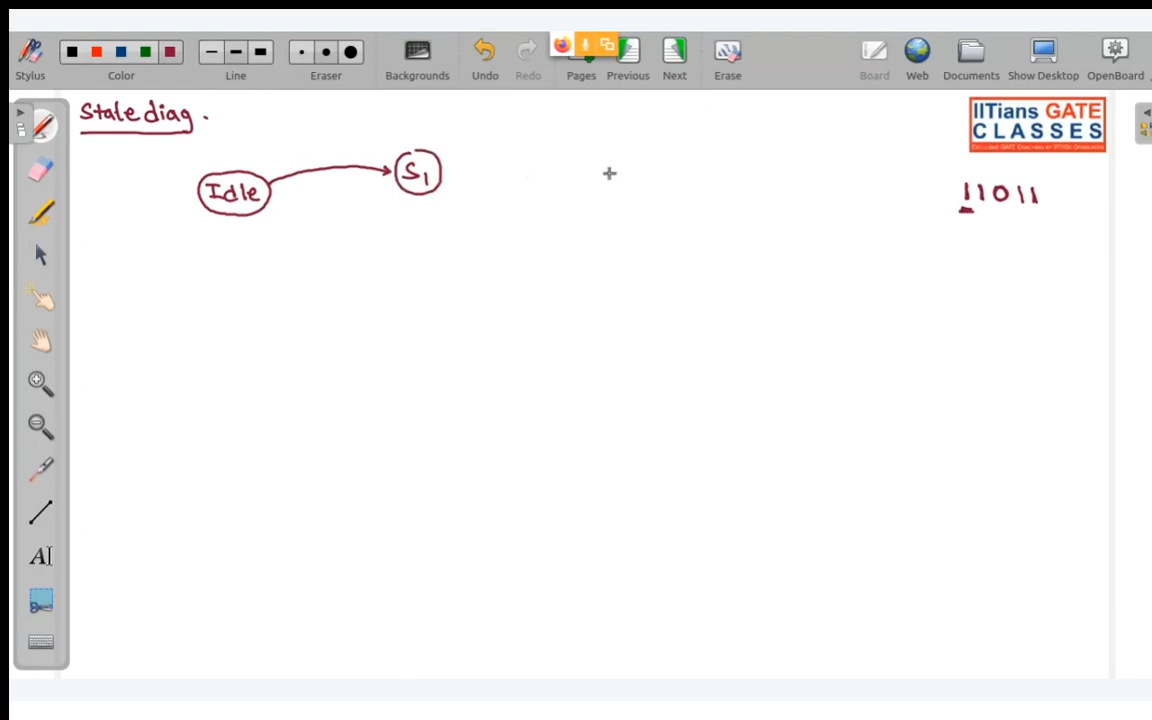 Stylus Color Line Eraser Backgrounds Undo Redo Pages Previous Next Erase Board Web Documents Show Desktop OpenBoard
State diag.
IITians GATE
CLASSES
Idle S1
11011
A